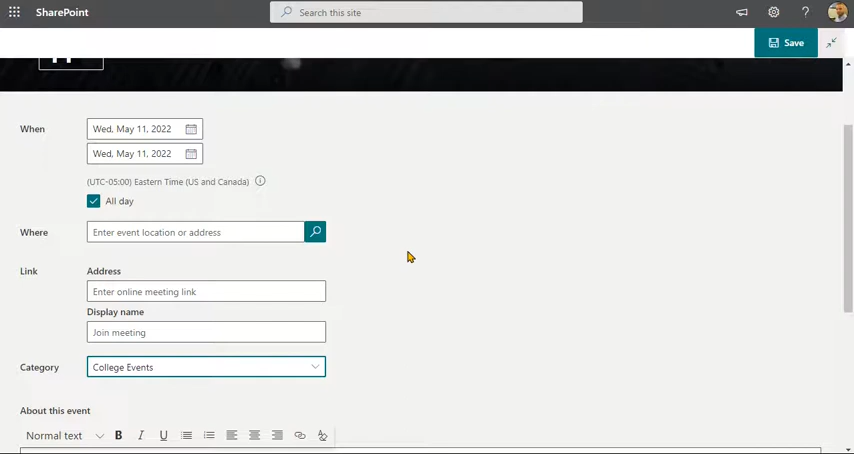 SharePoint
Search this site
?
Save
When
Wed, May 11, 2022
Wed, May 11, 2022
(UTC-05:00) Eastern Time (US and Canada)
All day
Where
Enter event location or address
Link
Address
Enter online meeting link
Display name
Join meeting
Category
College Events
About this event
Normal text
B I U